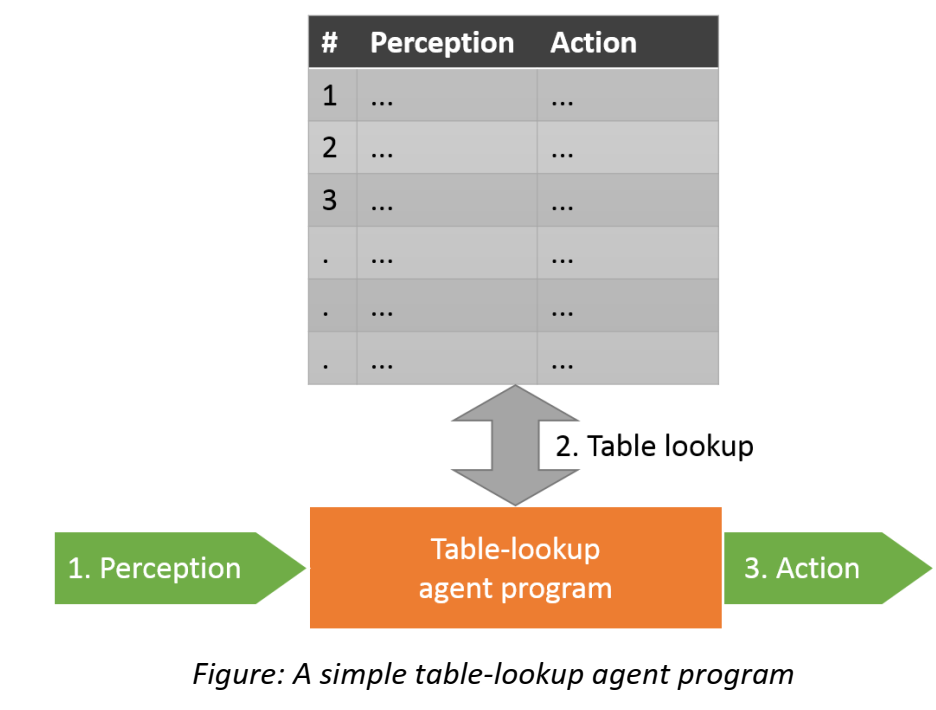 # Perception Action
1 ... ...
2 ... ...
3 ... ...
. ... ...
. ... ...
. ... ...
2. Table lookup
1. Perception
Table-lookup
agent program
3. Action
Figure: A simple table-lookup agent program